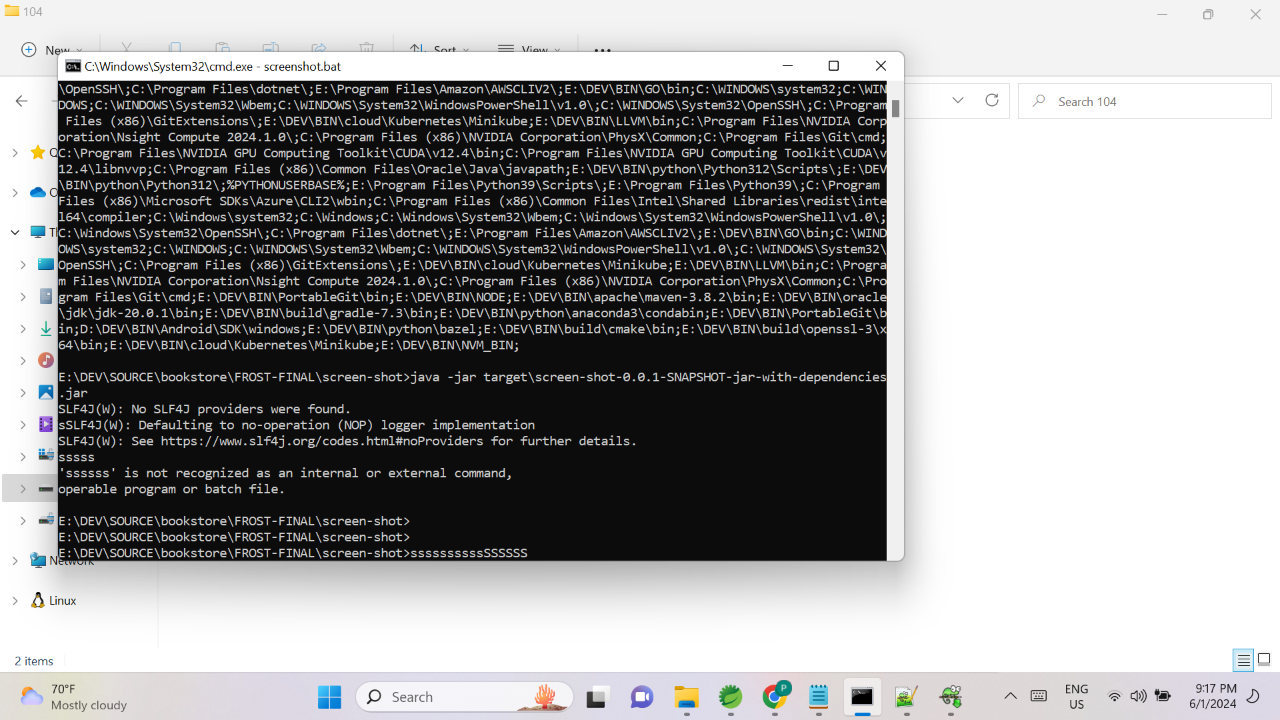 104
New
Sort
View
C:\Windows\System32\cmd.exe - screenshot.bat
Search 104
\OpenSSH\;C:\Program Files\dotnet\;E:\Program Files\Amazon\AWSCLIV2\;E:\DEV\BIN\GO\bin;C:\WINDOWS\system32;C:\WIN
DOWS;C:\WINDOWS\System32\Wbem;C:\WINDOWS\System32\WindowsPowerShell\v1.0\;C:\WINDOWS\System32\OpenSSH\;C:\Program
 Files (x86)\GitExtensions\;E:\DEV\BIN\cloud\Kubernetes\Minikube;E:\DEV\BIN\LLVM\bin;C:\Program Files\NVIDIA Corp
oration\Nsight Compute 2024.1.0\;C:\Program Files (x86)\NVIDIA Corporation\PhysX\Common;C:\Program Files\Git\cmd;
C:\Program Files\NVIDIA GPU Computing Toolkit\CUDA\v12.4\bin;C:\Program Files\NVIDIA GPU Computing Toolkit\CUDA\v
12.4\libnvvp;C:\Program Files (x86)\Common Files\Oracle\Java\javapath;E:\DEV\BIN\python\Python312\Scripts\;E:\DEV
\BIN\python\Python312\;%PYTHONUSERBASE%;E:\Program Files\Python39\Scripts\;E:\Program Files\Python39\;C:\Program
Files (x86)\Microsoft SDKs\Azure\CLI2\wbin;C:\Program Files (x86)\Common Files\Intel\Shared Libraries\redist\inte
l64\compiler;C:\Windows\system32;C:\Windows;C:\Windows\System32\Wbem;C:\Windows\System32\WindowsPowerShell\v1.0\;
C:\Windows\System32\OpenSSH\;C:\Program Files\dotnet\;E:\Program Files\Amazon\AWSCLIV2\;E:\DEV\BIN\GO\bin;C:\WIND
OWS\system32;C:\WINDOWS;C:\WINDOWS\System32\Wbem;C:\WINDOWS\System32\WindowsPowerShell\v1.0\;C:\WINDOWS\System32\
OpenSSH\;C:\Program Files (x86)\GitExtensions\;E:\DEV\BIN\cloud\Kubernetes\Minikube;E:\DEV\BIN\LLVM\bin;C:\Progra
m Files\NVIDIA Corporation\Nsight Compute 2024.1.0\;C:\Program Files (x86)\NVIDIA Corporation\PhysX\Common;C:\Pro
gram Files\Git\cmd;E:\DEV\BIN\PortableGit\bin;E:\DEV\BIN\NODE;E:\DEV\BIN\apache\maven-3.8.2\bin;E:\DEV\BIN\oracle
\jdk\jdk-20.0.1\bin;E:\DEV\BIN\build\gradle-7.3\bin;E:\DEV\BIN\python\anaconda3\condabin;E:\DEV\BIN\PortableGit\b
in;D:\DEV\BIN\Android\SDK\windows;E:\DEV\BIN\python\bazel;E:\DEV\BIN\build\cmake\bin;E:\DEV\BIN\build\openssl-3\x
64\bin;E:\DEV\BIN\cloud\Kubernetes\Minikube;E:\DEV\BIN\NVM_BIN;
E:\DEV\SOURCE\bookstore\FROST-FINAL\screen-shot>java -jar target\screen-shot-0.0.1-SNAPSHOT-jar-with-dependencies
.jar
SLF4J(W): No SLF4J providers were found.
sSLF4J(W): Defaulting to no-operation (NOP) logger implementation
SLF4J(W): See https://www.slf4j.org/codes.html#noProviders for further details.
sssss
'ssssss' is not recognized as an internal or external command,
operable program or batch file.
E:\DEV\SOURCE\bookstore\FROST-FINAL\screen-shot>
E:\DEV\SOURCE\bookstore\FROST-FINAL\screen-shot>
E:\DEV\SOURCE\bookstore\FROST-FINAL\screen-shot>sssssssssssSSSSSS
Network
Linux
2 items
70°F
Mostly cloudy
Search
P
ENG
US
9:17 PM
6/1/2024